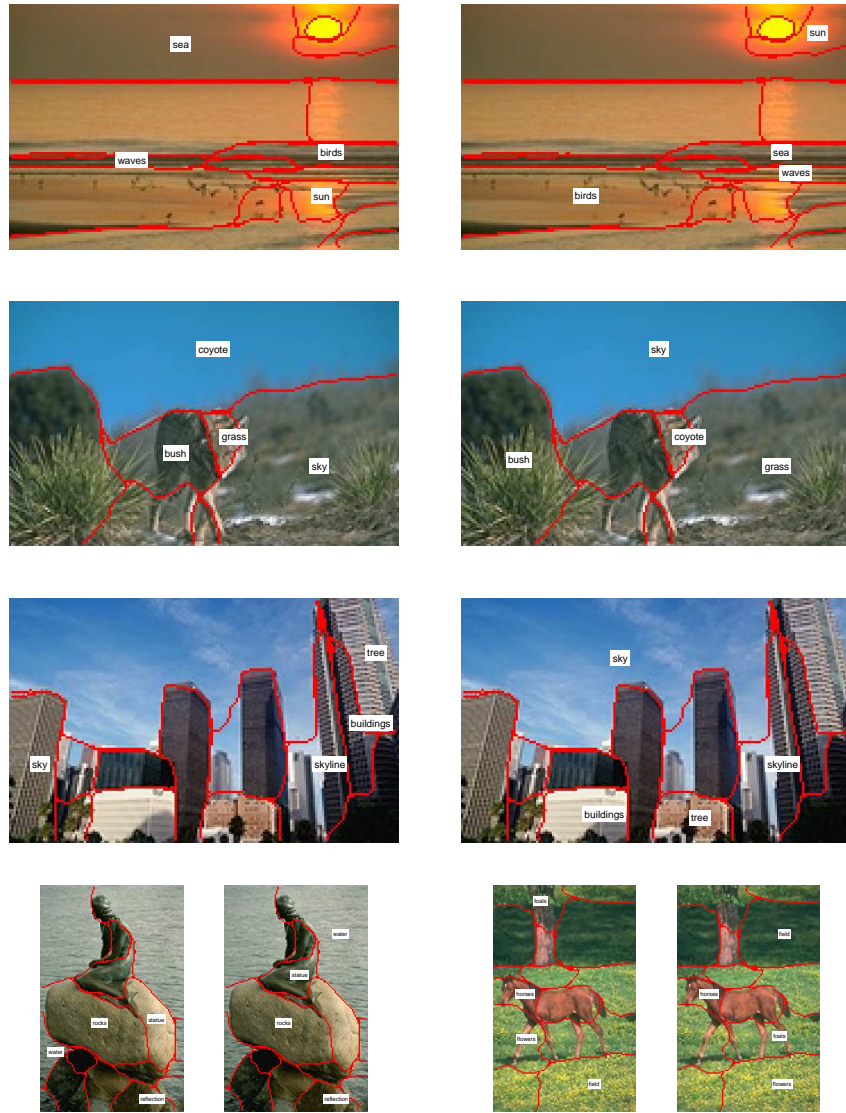 sea
waves
birds
sun
sun
sea
waves
birds
coyote
bush
grass
sky
sky
bush
coyote
grass
tree
buildings
sky
skyline
sky
skyline
buildings
tree
rocks
statue
water
reflection
water
statue
rocks
reflection
foals
horses
flowers
field
field
horses
foals
flowers